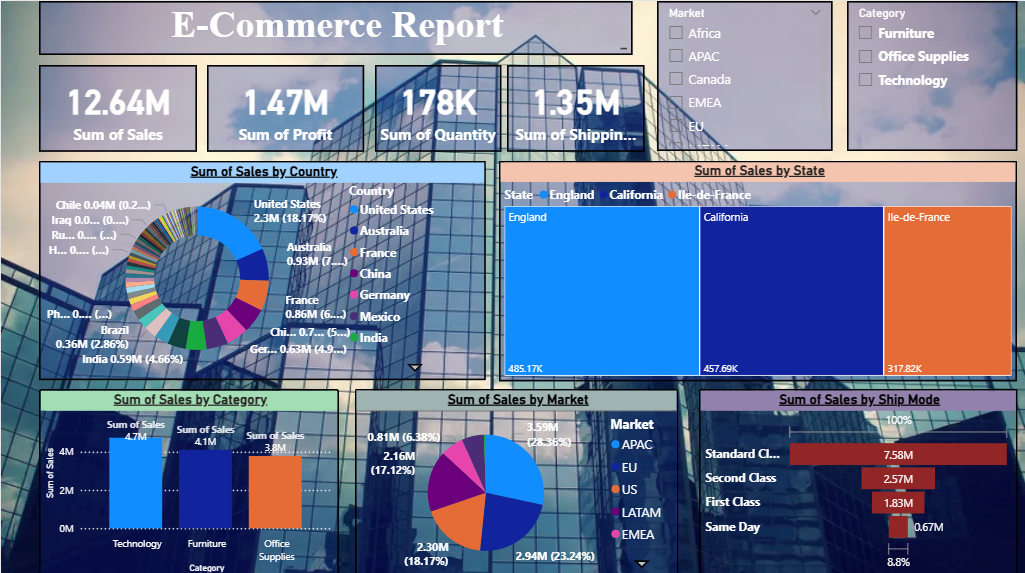 E-Commerce Report
Market
Africa
APAC
Canada
EMEA
EU
Category
Furniture
Office Supplies
Technology
12.64M
Sum of Sales
1.47M
Sum of Profit
178K
Sum of Quantity
1.35M
Sum of Shippin...
Sum of Sales by Country
Chile 0.04M (0.2...)
Iraq 0.0... (0....)
Ru... 0.... (...)
H... 0.... (...)
Ph... 0.... (...)
Brazil
0.36M (2.86%)
India 0.59M (4.66%)
United States
2.3M (18.17%)
Australia
0.93M (7....)
France
0.86M (6....)
Chi... 0.7... (5...)
Ger... 0.63M (4.9...)
Country
United States
Australia
France
China
Germany
Mexico
India
Sum of Sales by State
State England California Ile-de-France
England
California
Ile-de-France
485.17K
457.69K
317.82K
Sum of Sales by Category
Sum of Sales
4M
2M
0M
Sum of Sales
4.7M
Sum of Sales
4.1M
Sum of Sales
3.8M
Technology
Furniture
Office
Supplies
Category
Sum of Sales by Market
3.59M
(28.36%)
0.81M (6.38%)
2.16M
(17.12%)
2.30M
(18.17%)
2.94M (23.24%)
Market
APAC
EU
US
LATAM
EMEA
Sum of Sales by Ship Mode
100%
Standard Cl...
7.58M
Second Class
2.57M
First Class
1.83M
Same Day
0.67M
8.8%